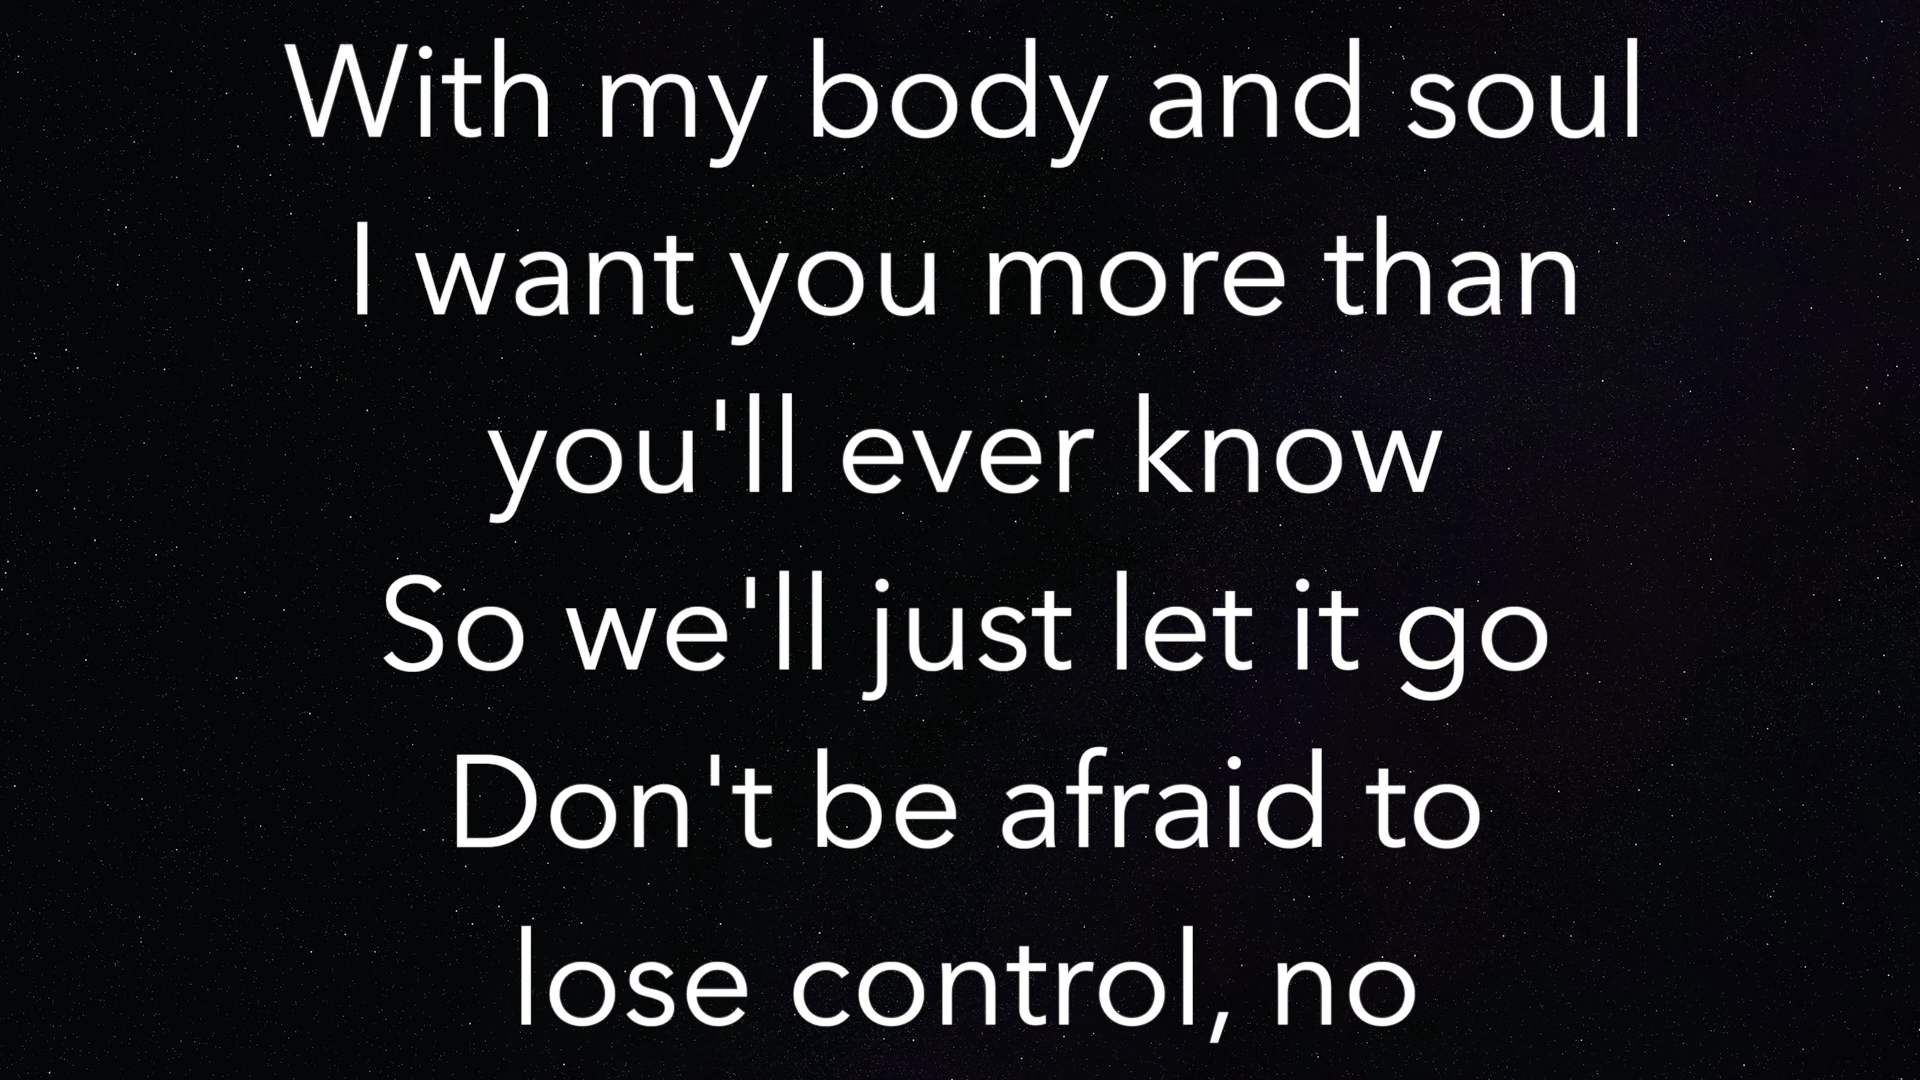 With my body and soul
I want you more than
you'll ever know
So we'll just let it go
Don't be afraid to
lose control, no